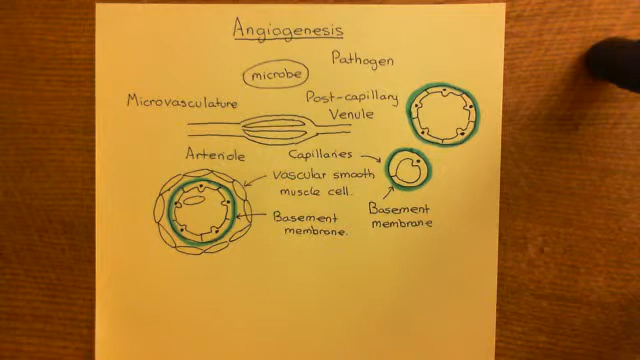 Angiogenesis
Pathogen
microbe
Microvasculature
Post-capillary
Venule
Arteriole
Capillaries
vascular smooth
muscle cell.
Basement
membrane.
Basement
membrane